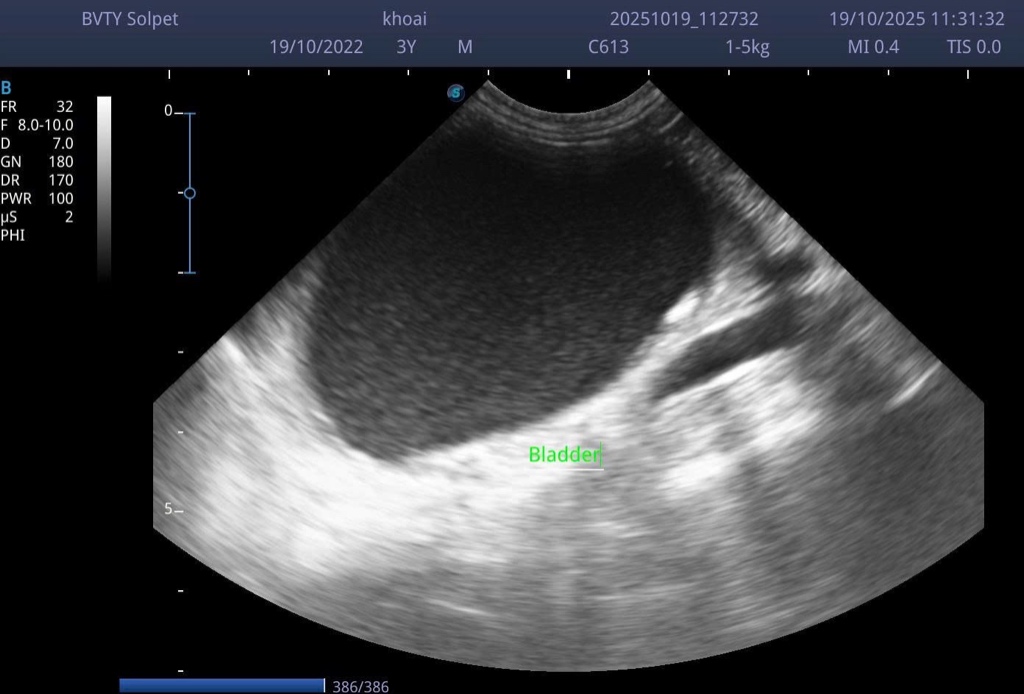 BVTY Solpet khoai 20251019_112732 19/10/2025 11:31:32
19/10/2022 3Y M C613 1-5kg MI 0.4 TIS 0.0
B
FR 32
F 8.0-10.0
D 7.0
GN 180
DR 170
PWR 100
µS 2
PHI
S
0
5
Bladder
386/386